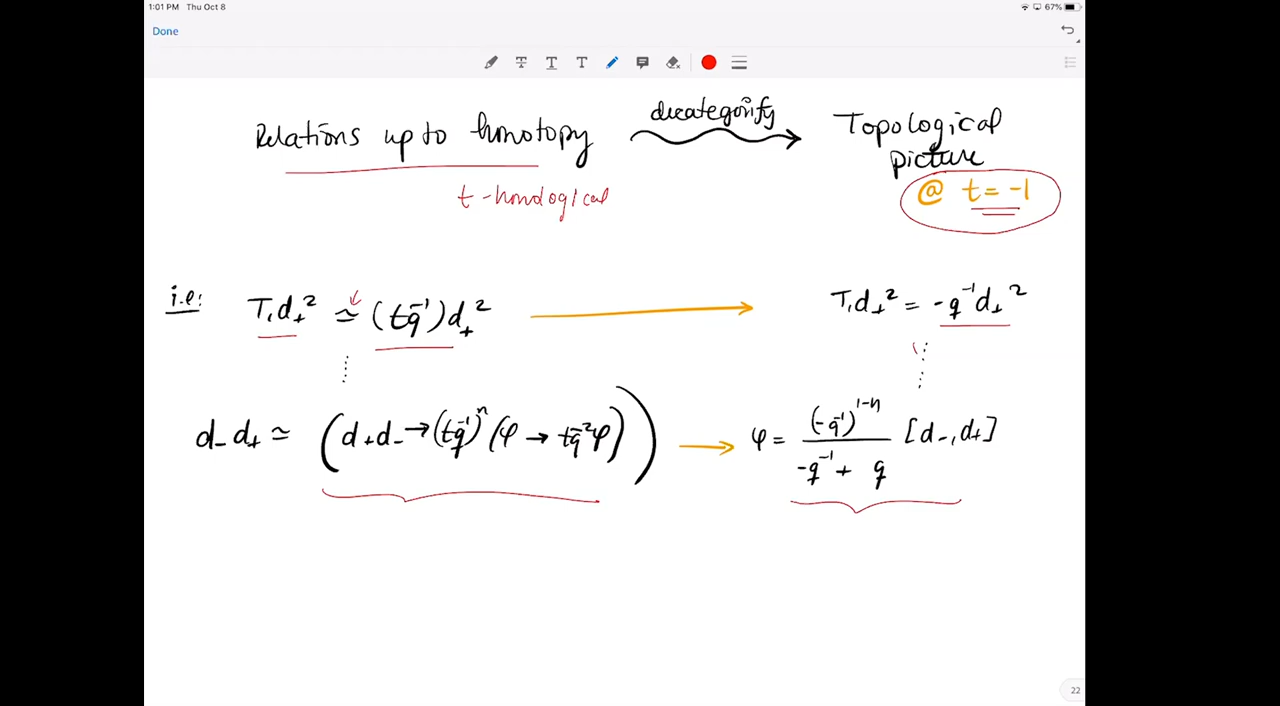 1:01 PM Thu Oct 8
67%
Done
Relations up to homotopy decategorify Topological picture
t-homological @ t = -1
i.e: T₁d₊² ≃ (tq⁻¹)d₊² T₁d₊² = -q⁻¹d₊²
d₋d₊ ≃ (d₊d₋ → (tq⁻¹)ⁿ (φ → tq⁻²φ)) φ = (-q⁻¹)¹⁻ⁿ / (-q⁻¹ + q) [d₋, d₊]
22